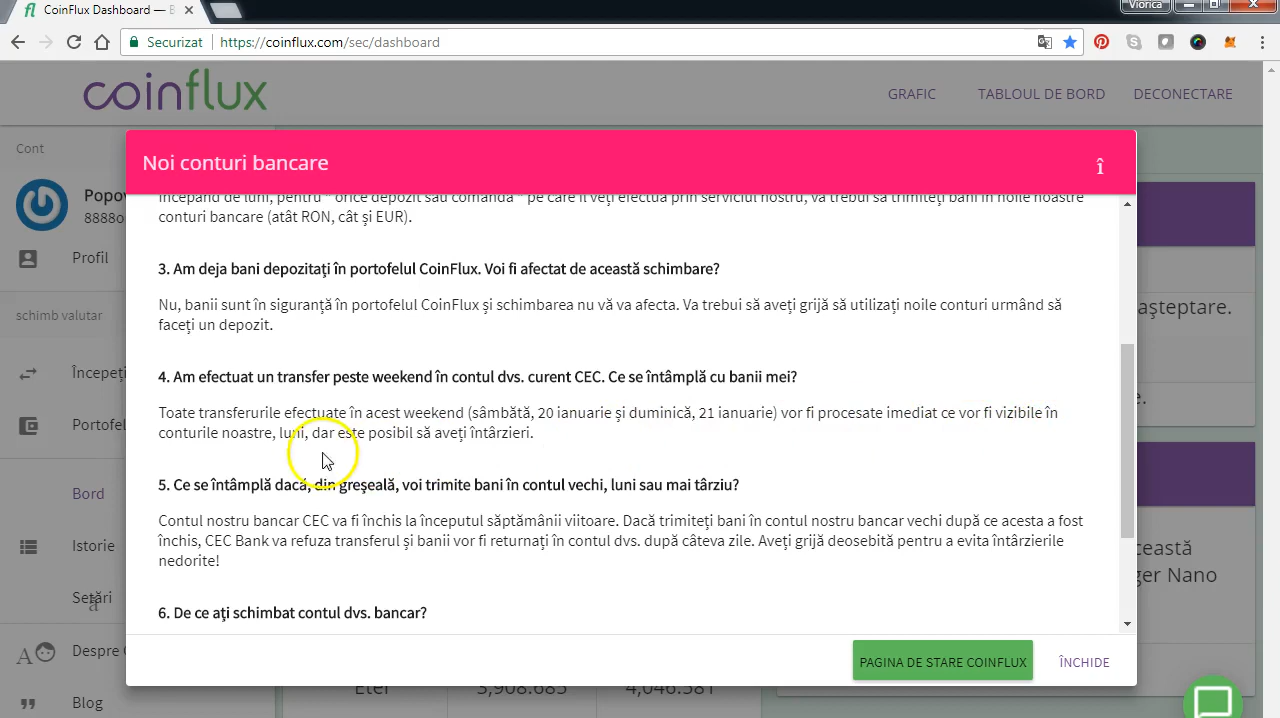 CoinFlux Dashboard — B
Viorica
Securizat
https://coinflux.com/sec/dashboard
coinflux
GRAFIC
TABLOUL DE BORD
DECONECTARE
Cont
Popov
8888o
Profil
schimb valutar
Începeți
Portofel
Bord
Istorie
Setări
Despre C
Blog
Noi conturi bancare
î
Începând de luni, pentru * orice depozit sau comandă * pe care îl veți efectua prin serviciul nostru, va trebui să trimiteți bani în noile noastre
conturi bancare (atât RON, cât și EUR).
3. Am deja bani depozitați în portofelul CoinFlux. Voi fi afectat de această schimbare?
Nu, banii sunt în siguranță în portofelul CoinFlux și schimbarea nu vă va afecta. Va trebui să aveți grijă să utilizați noile conturi urmând să
faceți un depozit.
4. Am efectuat un transfer peste weekend în contul dvs. curent CEC. Ce se întâmplă cu banii mei?
Toate transferurile efectuate în acest weekend (sâmbătă, 20 ianuarie și duminică, 21 ianuarie) vor fi procesate imediat ce vor fi vizibile în
conturile noastre, luni, dar este posibil să aveți întârzieri.
5. Ce se întâmplă dacă, din greșeală, voi trimite bani în contul vechi, luni sau mai târziu?
Contul nostru bancar CEC va fi închis la începutul săptămânii viitoare. Dacă trimiteți bani în contul nostru bancar vechi după ce acesta a fost
închis, CEC Bank va refuza transferul și banii vor fi returnați în contul dvs. după câteva zile. Aveți grijă deosebită pentru a evita întârzierile
nedorite!
6. De ce ați schimbat contul dvs. bancar?
PAGINA DE STARE COINFLUX
ÎNCHIDE
așteptare.
e.
ceastă
ger Nano
Eter
3,908.685
4,046.581